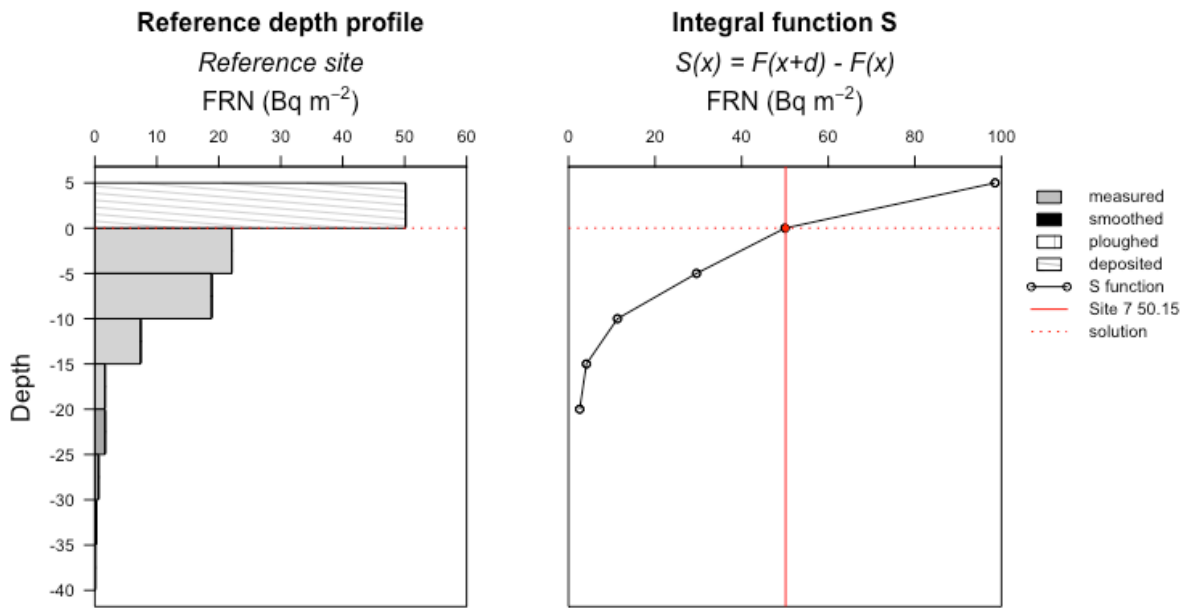 Reference depth profile
Reference site
FRN (Bq m⁻²)
0 10 20 30 40 50 60
Depth
5
0
-5
-10
-15
-20
-25
-30
-35
-40
Integral function S
S(x) = F(x+d) - F(x)
FRN (Bq m⁻²)
0 20 40 60 80 100
measured
smoothed
ploughed
deposited
S function
Site 7 50.15
solution